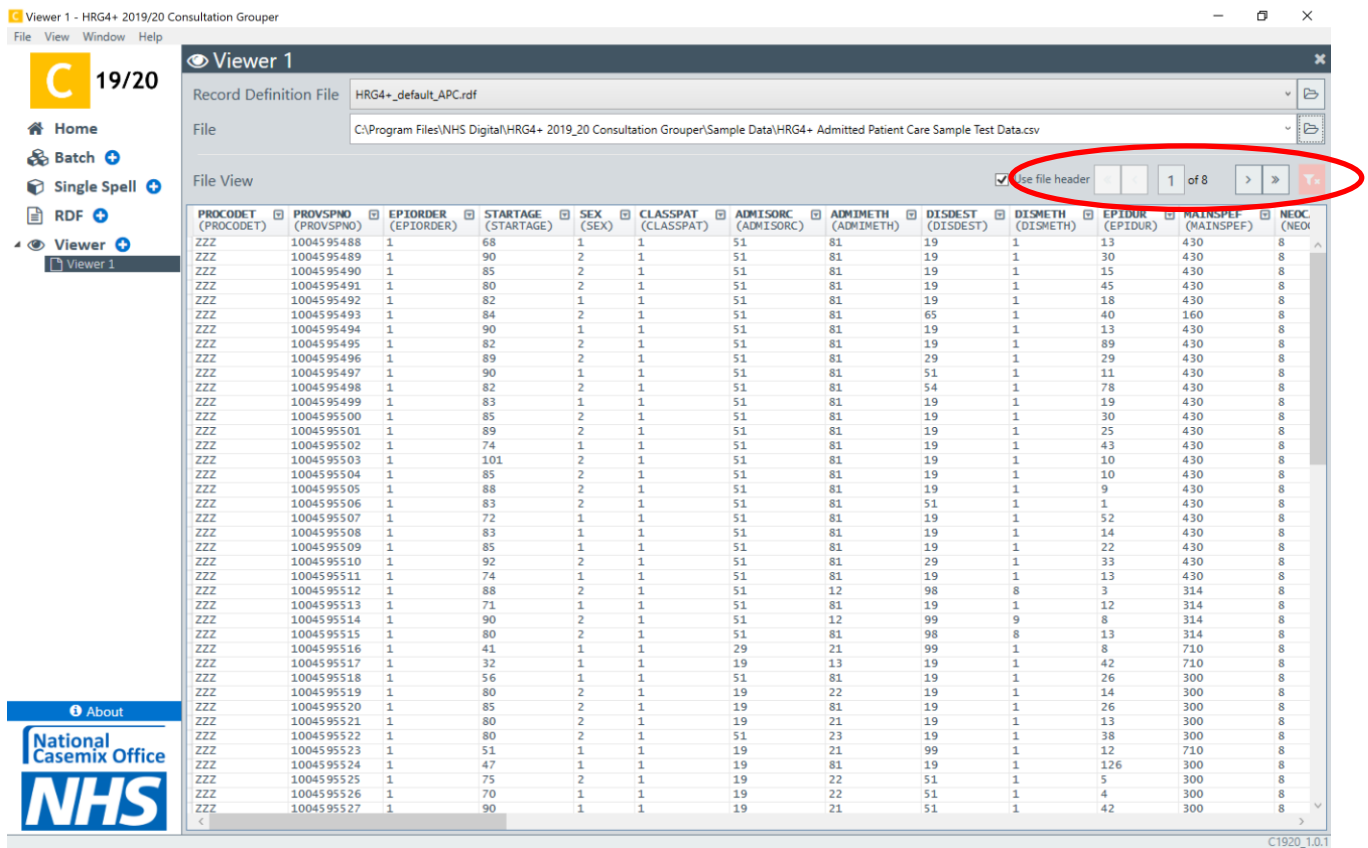 Viewer 1 - HRG4+ 2019/20 Consultation Grouper
File View Window Help
C 19/20
Home
Batch
Single Spell
RDF
Viewer
Viewer 1
Viewer 1
Record Definition File HRG4+_default_APC.rdf
File C:\Program Files\NHS Digital\HRG4+ 2019_20 Consultation Grouper\Sample Data\HRG4+ Admitted Patient Care Sample Test Data.csv
File View Use file header 1 of 8
PROCODET PROVSPNO EPIORDER STARTAGE SEX CLASSPAT ADMISORC ADMIMETH DISDEST DISMETH EPIDUR MAINSPEF NEOC
(PROCODET) (PROVSPNO) (EPIORDER) (STARTAGE) (SEX) (CLASSPAT) (ADMISORC) (ADMIMETH) (DISDEST) (DISMETH) (EPIDUR) (MAINSPEF) (NEO
ZZZ 1004595488 1 68 1 1 51 81 19 1 13 430 8
ZZZ 1004595489 1 90 2 1 51 81 19 1 30 430 8
ZZZ 1004595490 1 85 2 1 51 81 19 1 15 430 8
ZZZ 1004595491 1 80 2 1 51 81 19 1 45 430 8
ZZZ 1004595492 1 82 1 1 51 81 19 1 18 430 8
ZZZ 1004595493 1 84 2 1 51 81 65 1 40 160 8
ZZZ 1004595494 1 90 1 1 51 81 19 1 13 430 8
ZZZ 1004595495 1 82 2 1 51 81 19 1 89 430 8
ZZZ 1004595496 1 89 2 1 51 81 29 1 29 430 8
ZZZ 1004595497 1 90 1 1 51 81 51 1 11 430 8
ZZZ 1004595498 1 82 2 1 51 81 54 1 78 430 8
ZZZ 1004595499 1 83 1 1 51 81 19 1 19 430 8
ZZZ 1004595500 1 85 2 1 51 81 19 1 30 430 8
ZZZ 1004595501 1 89 2 1 51 81 19 1 25 430 8
ZZZ 1004595502 1 74 1 1 51 81 19 1 43 430 8
ZZZ 1004595503 1 101 2 1 51 81 19 1 10 430 8
ZZZ 1004595504 1 85 2 1 51 81 19 1 10 430 8
ZZZ 1004595505 1 88 2 1 51 81 19 1 9 430 8
ZZZ 1004595506 1 83 2 1 51 81 51 1 1 430 8
ZZZ 1004595507 1 72 1 1 51 81 19 1 52 430 8
ZZZ 1004595508 1 83 1 1 51 81 19 1 14 430 8
ZZZ 1004595509 1 85 1 1 51 81 19 1 22 430 8
ZZZ 1004595510 1 92 2 1 51 81 29 1 33 430 8
ZZZ 1004595511 1 74 1 1 51 81 19 1 13 430 8
ZZZ 1004595512 1 88 2 1 51 12 98 8 3 314 8
ZZZ 1004595513 1 71 1 1 51 81 19 1 12 314 8
ZZZ 1004595514 1 90 2 1 51 12 99 9 8 314 8
ZZZ 1004595515 1 80 2 1 51 81 98 8 13 314 8
ZZZ 1004595516 1 41 1 1 29 21 99 1 8 710 8
ZZZ 1004595517 1 32 1 1 19 13 19 1 42 710 8
ZZZ 1004595518 1 56 1 1 51 81 19 1 26 300 8
ZZZ 1004595519 1 80 2 1 19 22 19 1 14 300 8
ZZZ 1004595520 1 85 2 1 19 81 19 1 26 300 8
ZZZ 1004595521 1 80 2 1 19 21 19 1 13 300 8
ZZZ 1004595522 1 80 2 1 51 23 19 1 38 300 8
ZZZ 1004595523 1 51 1 1 19 21 99 1 12 710 8
ZZZ 1004595524 1 47 1 1 19 81 19 1 126 300 8
ZZZ 1004595525 1 75 2 1 19 22 51 1 5 300 8
ZZZ 1004595526 1 70 1 1 19 22 51 1 4 300 8
ZZZ 1004595527 1 90 1 1 19 21 51 1 42 300 8
About
National
Casemix Office
NHS
C1920_1.0.1